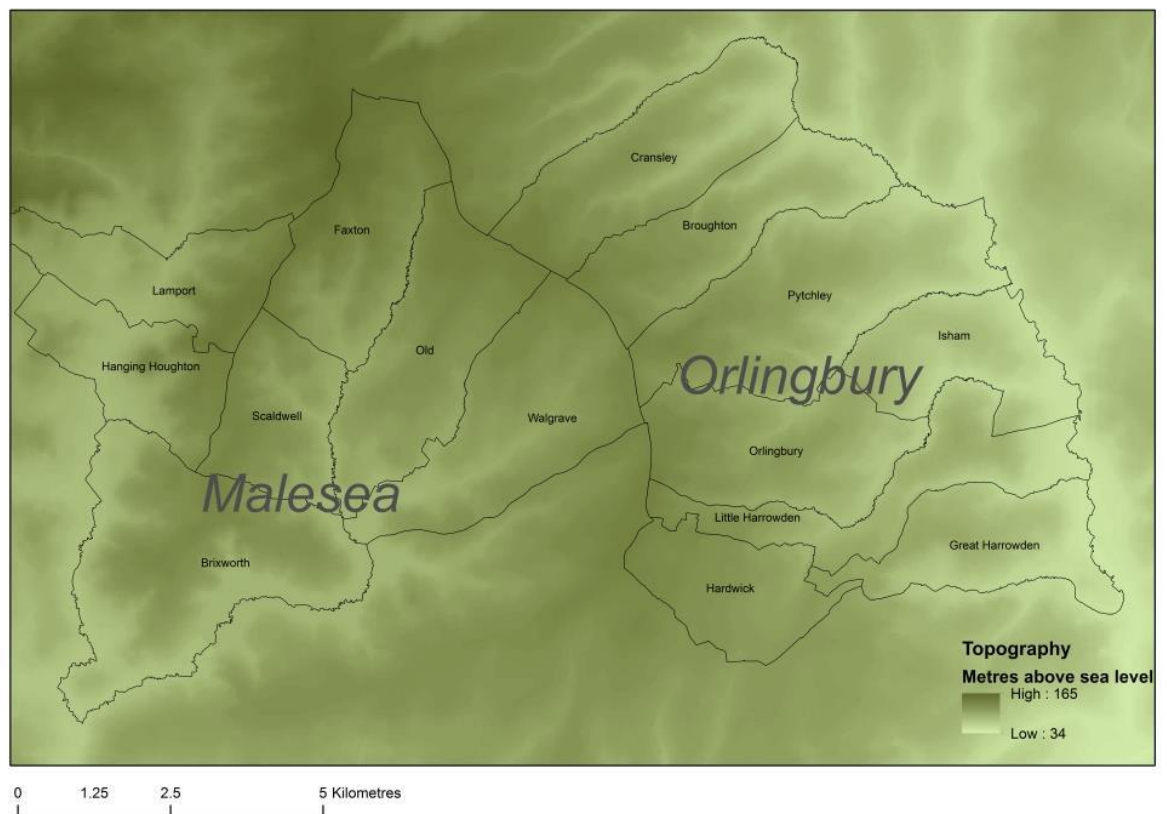 Cransley
Faxton
Broughton
Lamport
Pytchley
Isham
Old
Hanging Houghton
Orlingbury
Scaldwell
Walgrave
Orlingbury
Malesea
Little Harrowden
Great Harrowden
Brixworth
Hardwick
Topography
Metres above sea level
High : 165
Low : 34
0 1.25 2.5 5 Kilometres